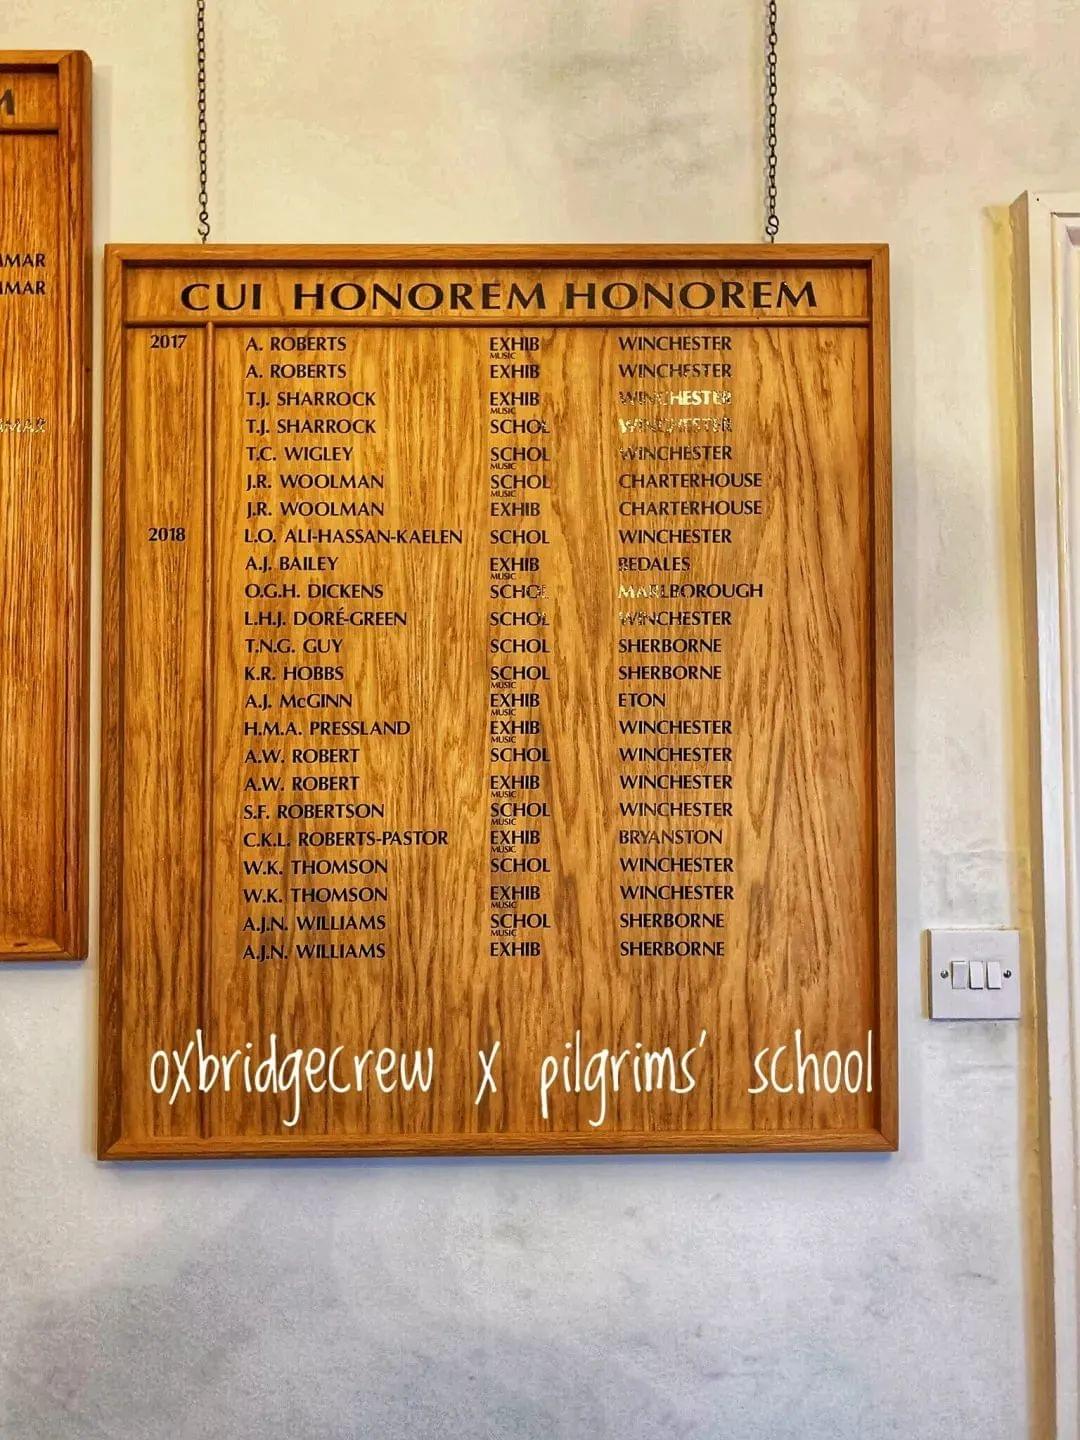 CUI HONOREM HONOREM
2017 A. ROBERTS EXHIB WINCHESTER
MUSIC
A. ROBERTS EXHIB WINCHESTER
T.J. SHARROCK EXHIB WINCHESTER
MUSIC
T.J. SHARROCK SCHOL WINCHESTER
T.C. WIGLEY SCHOL WINCHESTER
MUSIC
J.R. WOOLMAN SCHOL CHARTERHOUSE
MUSIC
J.R. WOOLMAN EXHIB CHARTERHOUSE
2018 L.O. ALI-HASSAN-KAELEN SCHOL WINCHESTER
A.J. BAILEY EXHIB BEDALES
MUSIC
O.G.H. DICKENS SCHOL MARLBOROUGH
L.H.J. DORÉ-GREEN SCHOL WINCHESTER
T.N.G. GUY SCHOL SHERBORNE
K.R. HOBBS SCHOL SHERBORNE
MUSIC
A.J. McGINN EXHIB ETON
MUSIC
H.M.A. PRESSLAND EXHIB WINCHESTER
MUSIC
A.W. ROBERT SCHOL WINCHESTER
A.W. ROBERT EXHIB WINCHESTER
MUSIC
S.F. ROBERTSON SCHOL WINCHESTER
MUSIC
C.K.L. ROBERTS-PASTOR EXHIB BRYANSTON
MUSIC
W.K. THOMSON SCHOL WINCHESTER
W.K. THOMSON EXHIB WINCHESTER
MUSIC
A.J.N. WILLIAMS SCHOL SHERBORNE
MUSIC
A.J.N. WILLIAMS EXHIB SHERBORNE
oxbridgecrew x pilgrims' school